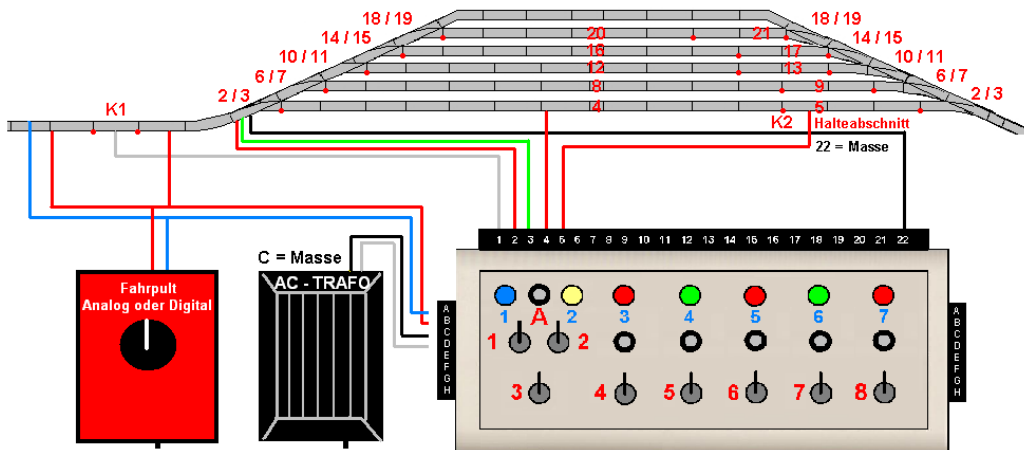 18 / 19
18 / 19
14 / 15
20
21
14 / 15
10 / 11
16
17
10 / 11
6 / 7
12
13
6 / 7
2 / 3
8
9
2 / 3
K1
4
5
K2
Halteabschnitt
22 = Masse
1 2 3 4 5 6 7 8 9 10 11 12 13 14 15 16 17 18 19 20 21 22
C = Masse
AC - TRAFO
Fahrpult
Analog oder Digital
A
B
C
D
E
F
G
H
1 A 2 3 4 5 6 7
1 2
3 4 5 6 7 8
A
B
C
D
E
F
G
H